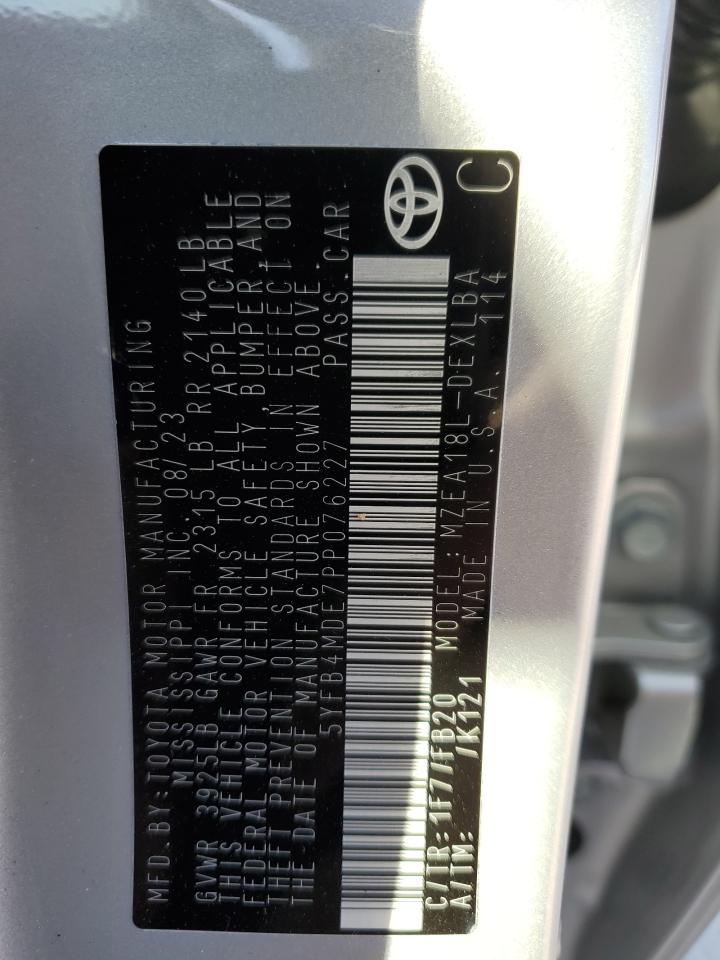 MFD. BY: TOYOTA MOTOR MANUFACTURING
MISSISSIPPI INC. 08/23
GVWR 3925LB GAWR FR 2315 LB RR 2140LB
THIS VEHICLE CONFORMS TO ALL APPLICABLE
FEDERAL MOTOR VEHICLE SAFETY BUMPER, AND
THEFT PREVENTION STANDARDS IN EFFECT ON
THE DATE OF MANUFACTURE SHOWN ABOVE.
5YFB4MDE7PP076227 PASS. CAR
C/TR: 1F7/FB20 MODEL: MZEA18L-DEXLBA
A/TM: /K121 MADE IN U.S.A. 114
C